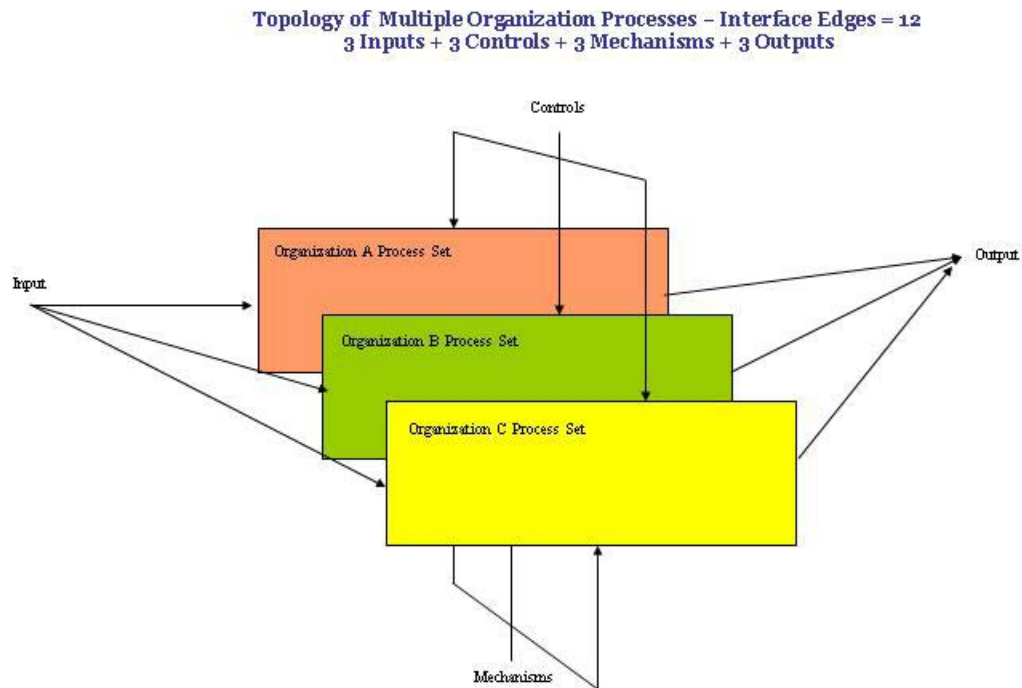 Topology of Multiple Organization Processes – Interface Edges = 12
3 Inputs + 3 Controls + 3 Mechanisms + 3 Outputs
Controls
Organization A Process Set
Output
Input
Organization B Process Set
Organization C Process Set
Mechanisms